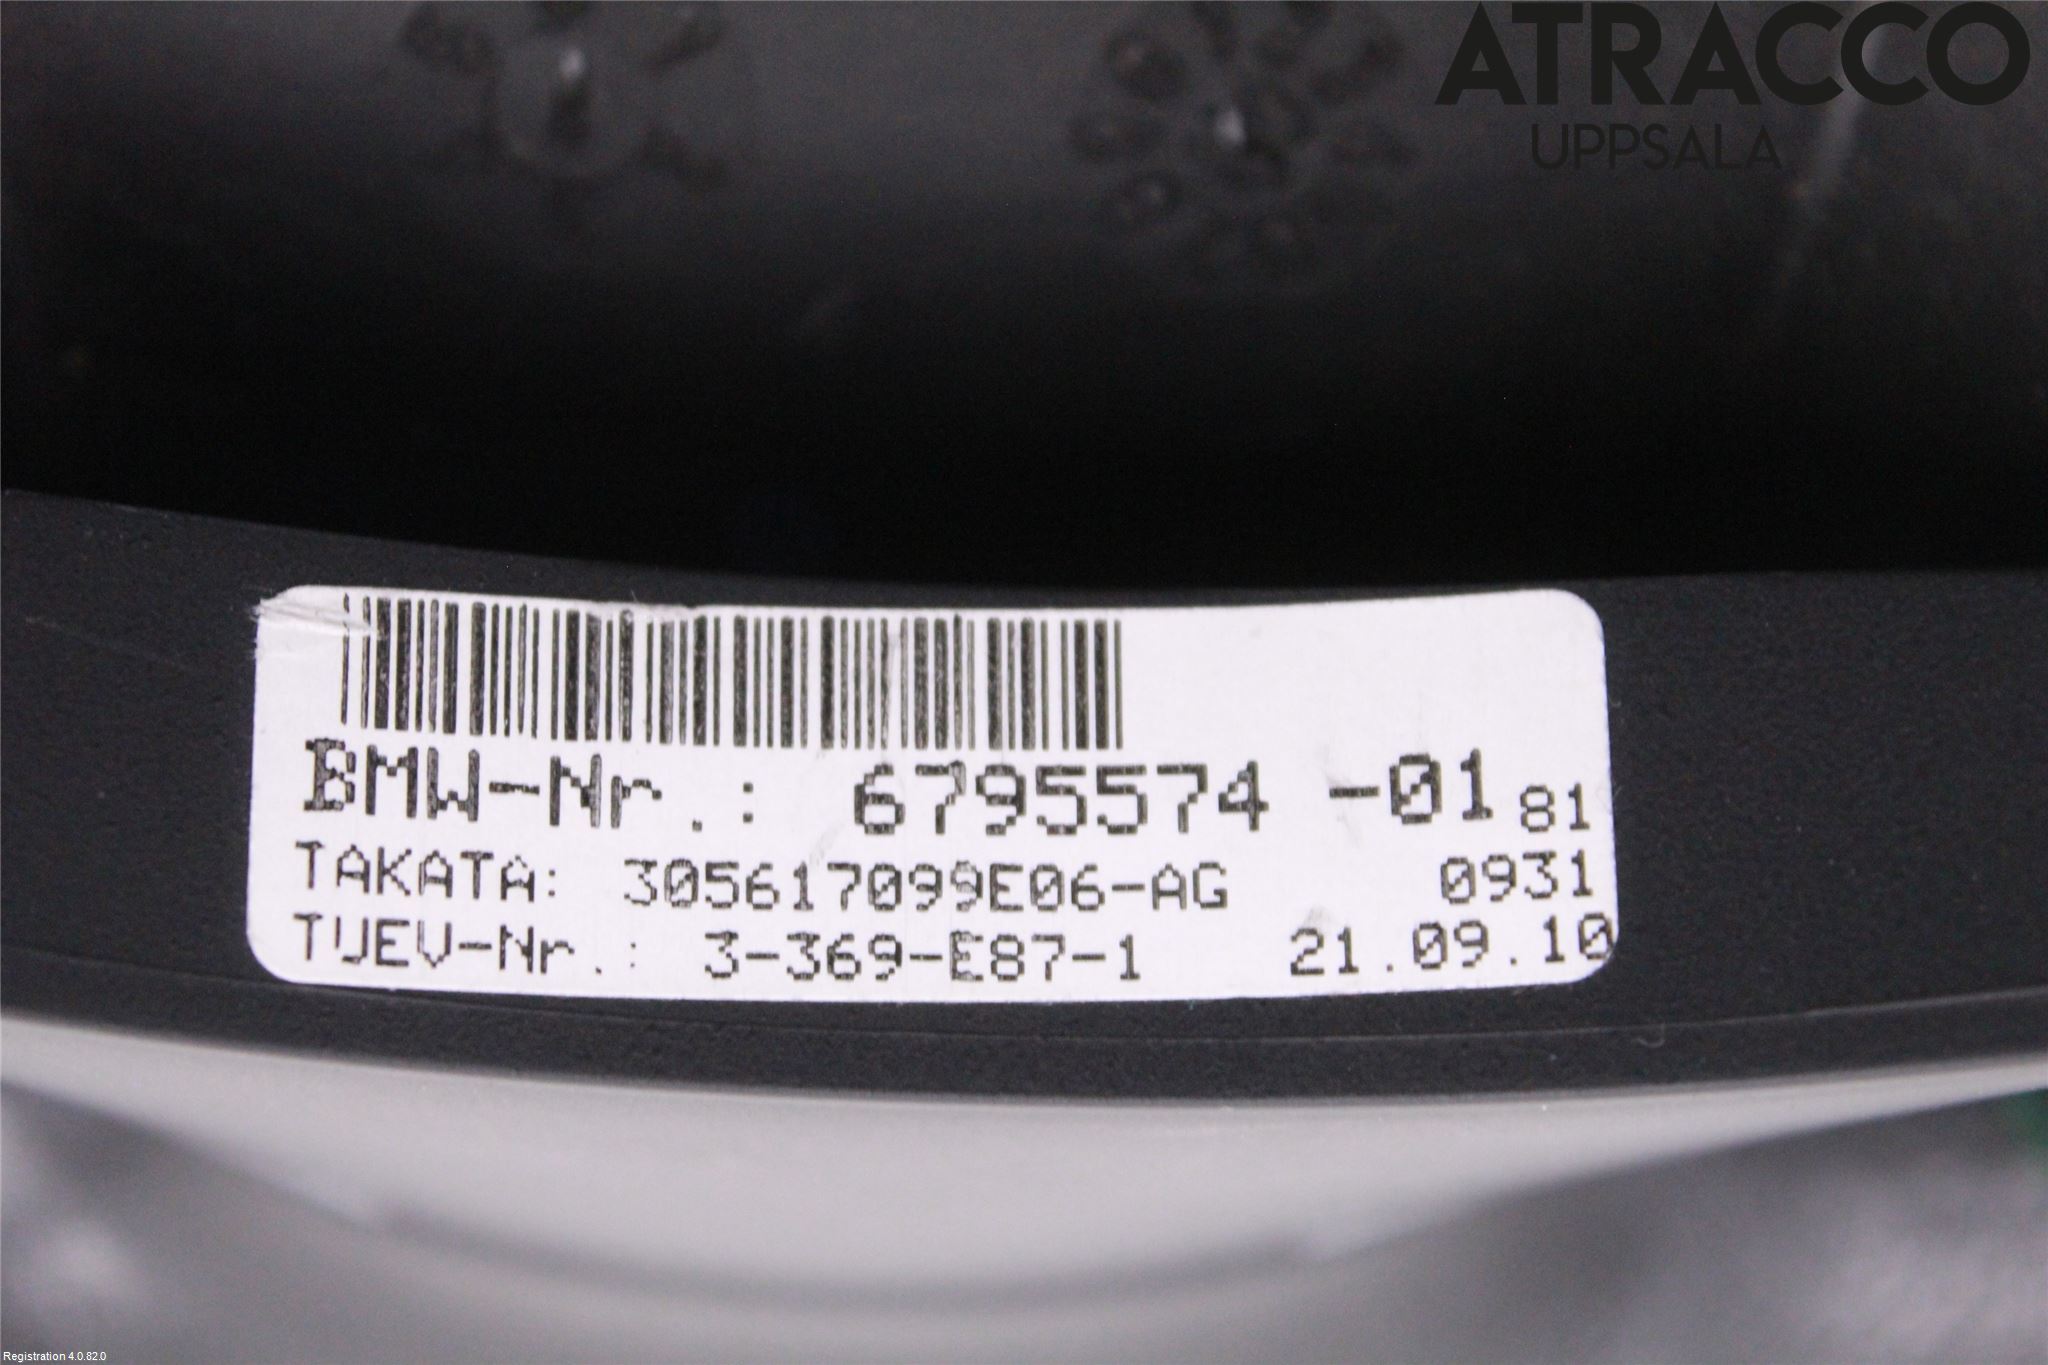 ATRACCO
UPPSALA
BMW-Nr.: 6795574 -01 81
TAKATA: 305617099E06-AG 0931
TUEV-Nr.: 3-369-E87-1 21.09.10
Registration 4.0.82.0